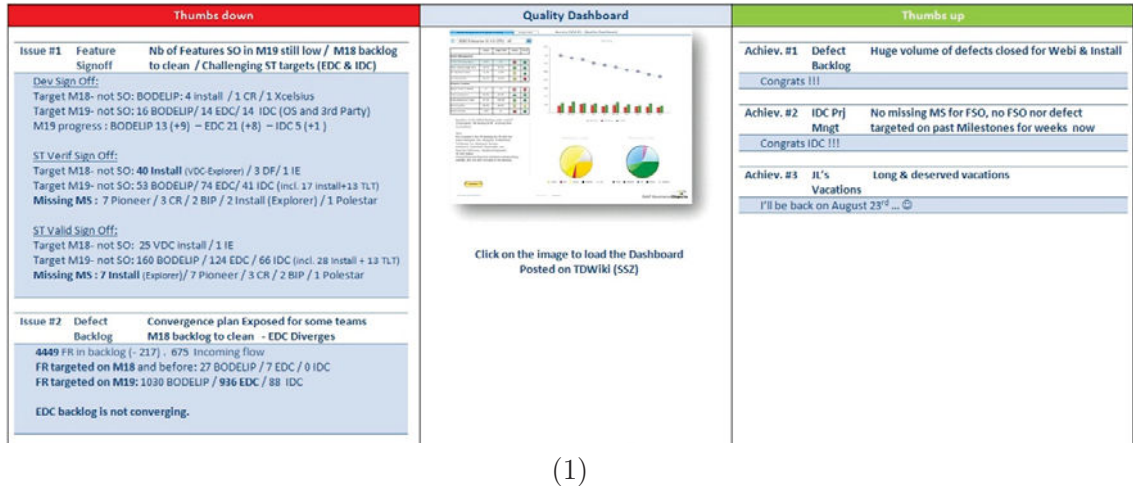 Thumbs down
Issue #1 Feature Signoff Nb of Features SO in M19 still low / M18 backlog
to clean / Challenging ST targets (EDC & IDC)
Dev Sign Off:
Target M18- not SO: BODELIP: 4 install / 1 CR / 1 Xcelsius
Target M19- not SO: 16 BODELIP/ 14 EDC/ 14 IDC (OS and 3rd Party)
M19 progress : BODELIP 13 (+9) – EDC 21 (+8) – IDC 5 (+1 )
ST Verif Sign Off:
Target M18- not SO: 40 Install (VDC-Explorer) / 3 DF/ 1 IE
Target M19- not SO: 53 BODELIP/ 74 EDC/ 41 IDC (incl. 17 install+13 TLT)
Missing MS : 7 Pioneer / 3 CR / 2 BIP / 2 Install (Explorer) / 1 Polestar
ST Valid Sign Off:
Target M18- not SO: 25 VDC install / 1 IE
Target M19- not SO: 160 BODELIP / 124 EDC / 66 IDC (incl. 28 Install + 13 TLT)
Missing MS : 7 Install (Explorer)/ 7 Pioneer / 3 CR / 2 BIP / 1 Polestar
Issue #2 Defect Backlog Convergence plan Exposed for some teams
M18 backlog to clean - EDC Diverges
4449 FR in backlog (- 217) . 675 Incoming flow
FR targeted on M18 and before: 27 BODELIP / 7 EDC / 0 IDC
FR targeted on M19: 1030 BODELIP / 936 EDC / 88 IDC
EDC backlog is not converging.
Quality Dashboard
Click on the image to load the Dashboard
Posted on TDWiki (SSZ)
Thumbs up
Achiev. #1 Defect Backlog Huge volume of defects closed for Webi & Install
Congrats !!!
Achiev. #2 IDC Prj Mngt No missing MS for FSO, no FSO nor defect
targeted on past Milestones for weeks now
Congrats IDC !!!
Achiev. #3 JL's Vacations Long & deserved vacations
I'll be back on August 23rd ... ☺
(1)